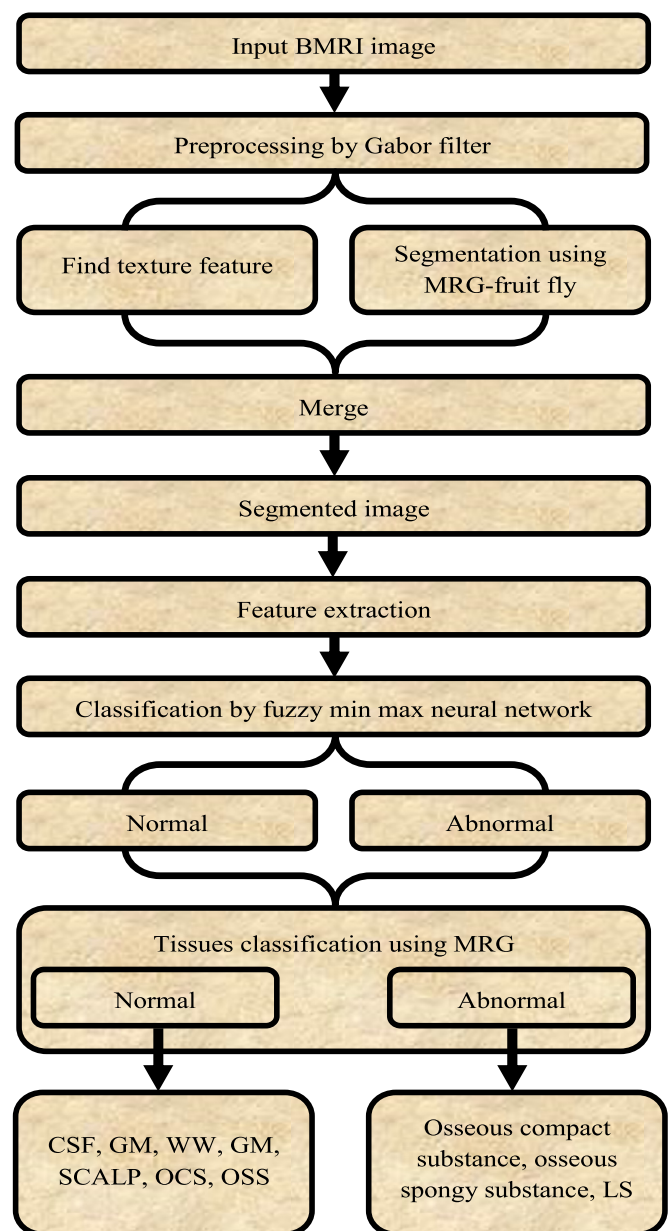 Input BMRI image
Preprocessing by Gabor filter
Find texture feature
Segmentation using
MRG-fruit fly
Merge
Segmented image
Feature extraction
Classification by fuzzy min max neural network
Normal
Abnormal
Tissues classification using MRG
Normal
Abnormal
CSF, GM, WW, GM,
SCALP, OCS, OSS
Osseous compact
substance, osseous
spongy substance, LS